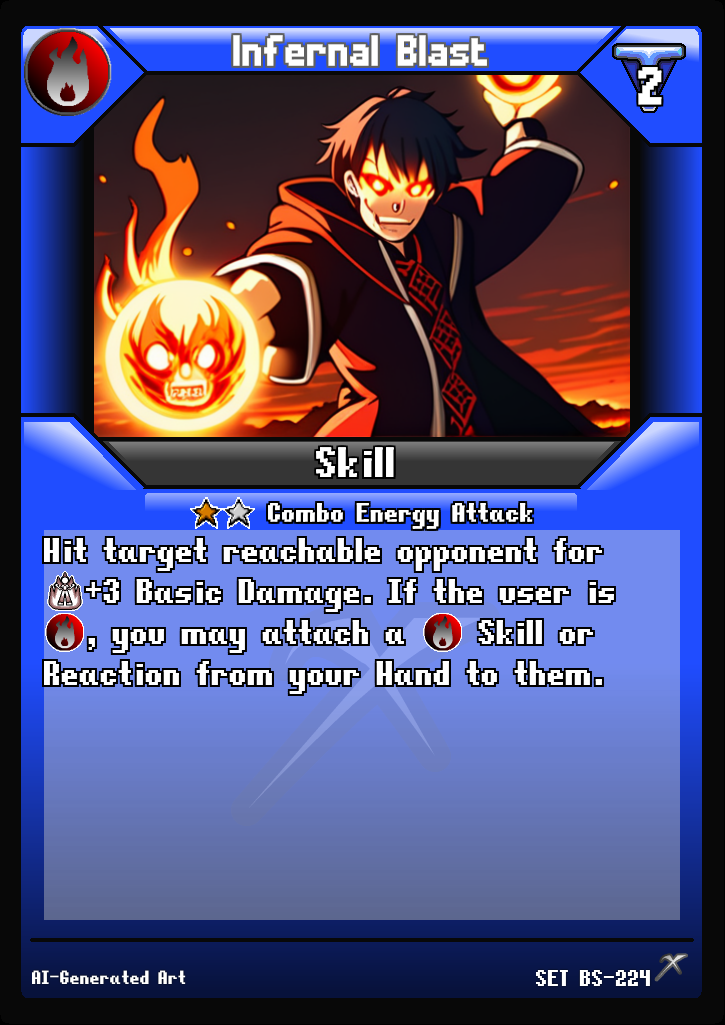 Infernal Blast
2
Skill
Combo Energy Attack
Hit target reachable opponent for
+3 Basic Damage. If the user is
, you may attach a Skill or
Reaction from your Hand to them.
AI-Generated Art
SET BS-224